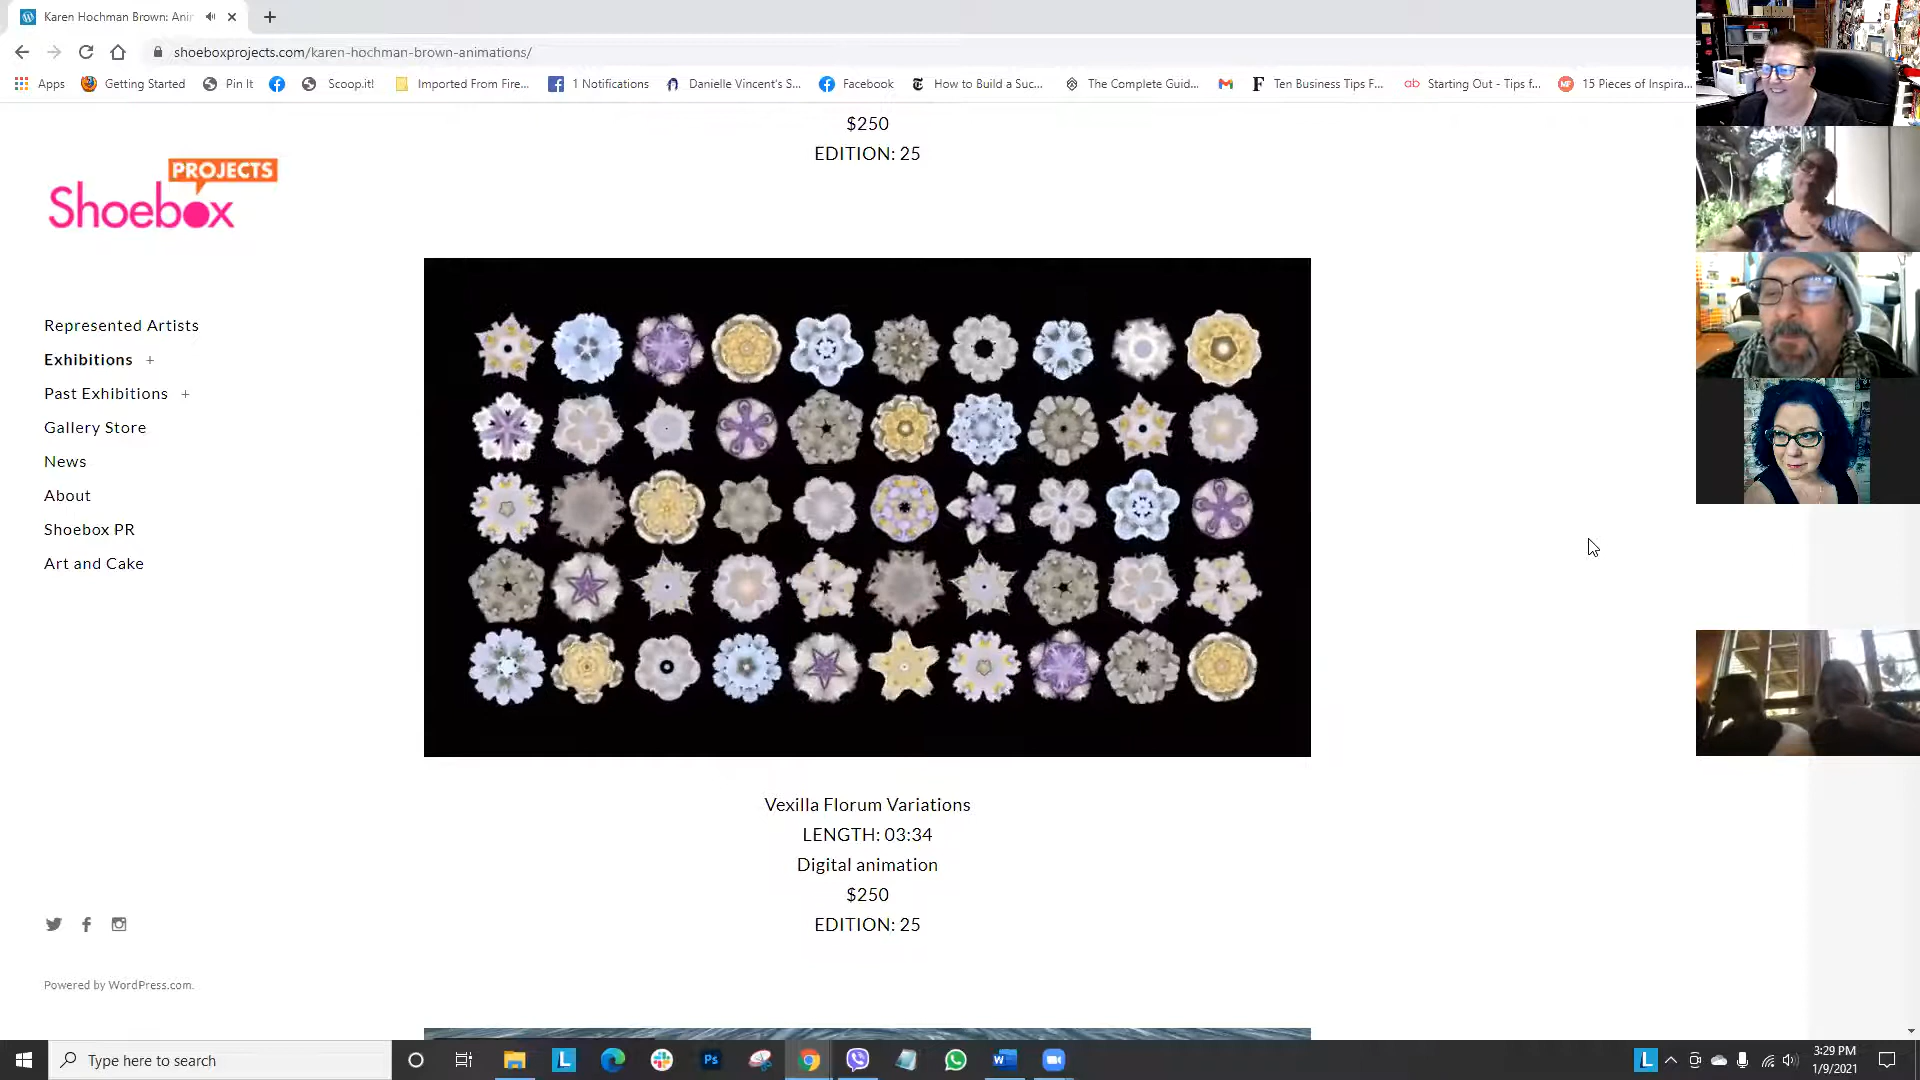 Karen Hochman Brown: Anir
shoeboxprojects.com/karen-hochman-brown-animations/
Apps
Getting Started
Pin It
Scoop.it!
Imported From Fire...
1 Notifications
Danielle Vincent's S...
Facebook
How to Build a Suc...
The Complete Guid...
Ten Business Tips F...
ab
Starting Out - Tips f...
MF
15 Pieces of Inspira...
$250
EDITION: 25
PROJECTS
Shoebox
Represented Artists
Exhibitions +
Past Exhibitions +
Gallery Store
News
About
Shoebox PR
Art and Cake
Vexilla Florum Variations
LENGTH: 03:34
Digital animation
$250
EDITION: 25
Powered by WordPress.com.
Type here to search
L
Ps
W
L
3:29 PM
1/9/2021